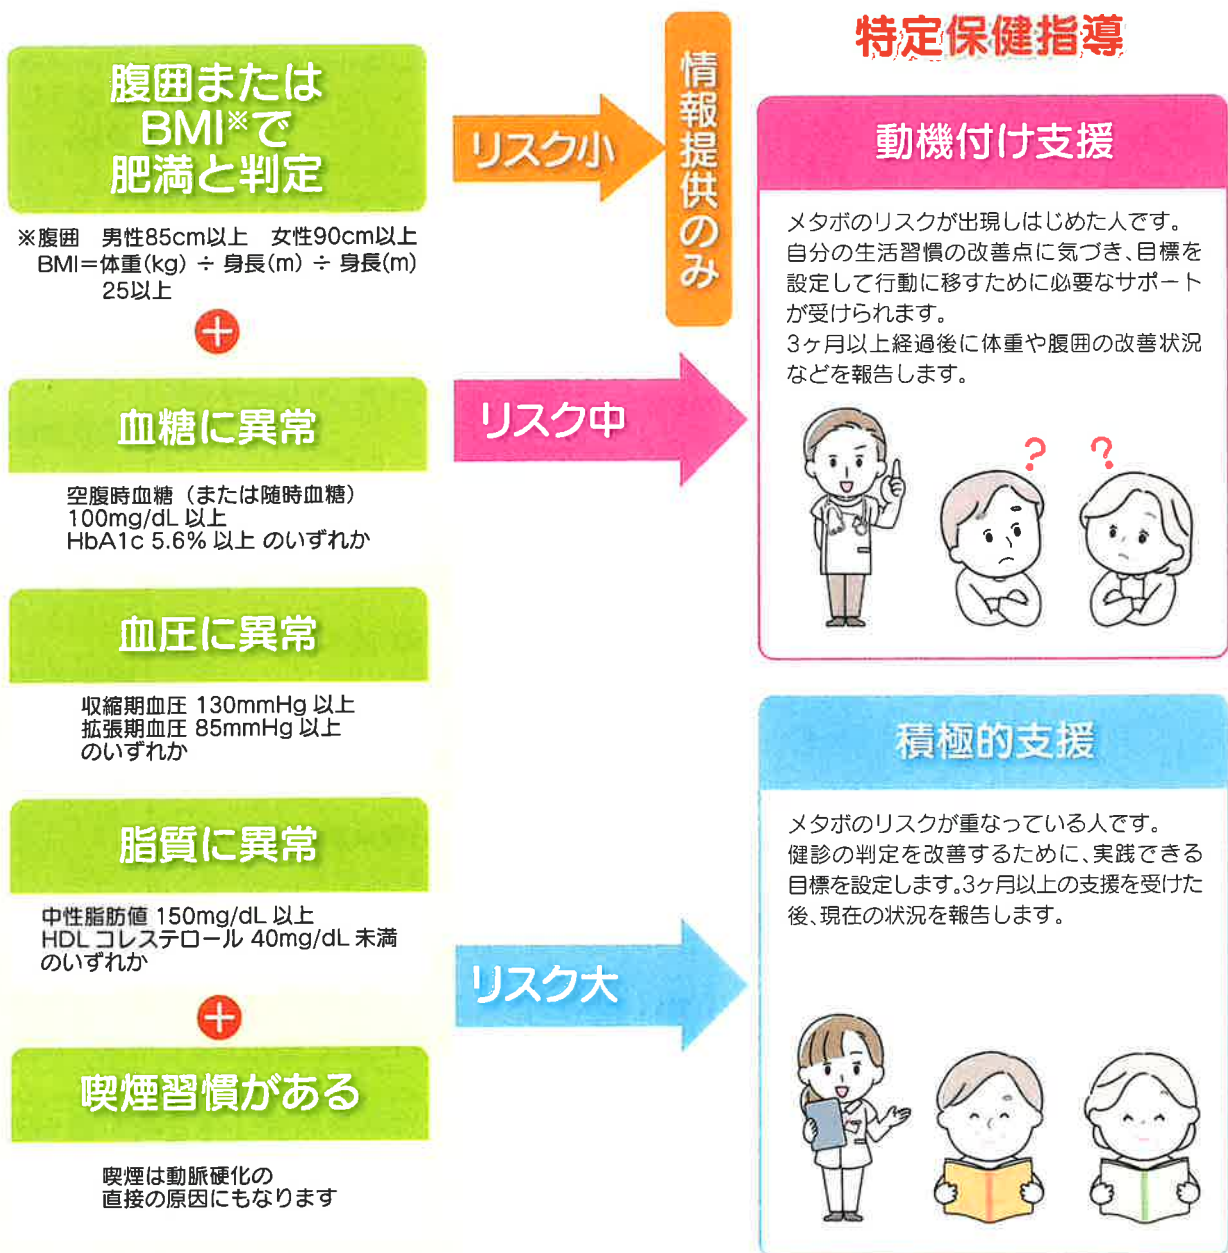 腹囲または
BMI※で
肥満と判定
※腹囲 男性85cm以上 女性90cm以上
BMI=体重(kg) ÷ 身長(m) ÷ 身長(m)
25以上
+
血糖に異常
空腹時血糖(または随時血糖)
100mg/dL 以上
HbA1c 5.6% 以上 のいずれか
血圧に異常
収縮期血圧 130mmHg 以上
拡張期血圧 85mmHg 以上
のいずれか
脂質に異常
中性脂肪値 150mg/dL 以上
HDL コレステロール 40mg/dL 未満
のいずれか
+
喫煙習慣がある
喫煙は動脈硬化の
直接の原因にもなります
リスク小
情報提供のみ
リスク中
リスク大
特定保健指導
動機付け支援
メタボのリスクが出現しはじめた人です。
自分の生活習慣の改善点に気づき、目標を
設定して行動に移すために必要なサポート
が受けられます。
3ヶ月以上経過後に体重や腹囲の改善状況
などを報告します。
? ?
積極的支援
メタボのリスクが重なっている人です。
健診の判定を改善するために、実践できる
目標を設定します。3ヶ月以上の支援を受けた
後、現在の状況を報告します。